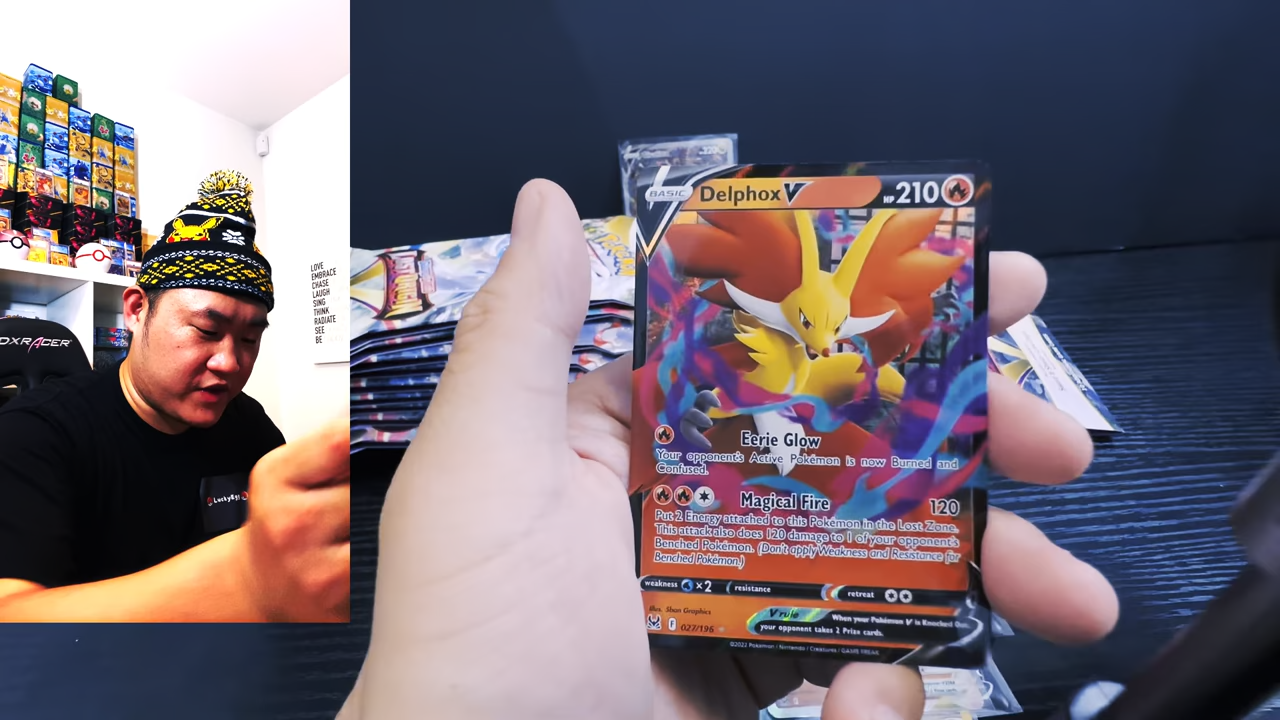 LOVE
EMBRACE
CHASE
LAUGH
SING
THINK
RADIATE
SEE
BE
DXRACER
LOST ORIGIN
BASIC
Delphox V
HP 210
Eerie Glow
Your opponent's Active Pokémon is now Burned and
Confused.
Magical Fire 120
Put 2 Energy attached to this Pokémon in the Lost Zone.
This attack also does 120 damage to 1 of your opponent's
Benched Pokémon. (Don't apply Weakness and Resistance for
Benched Pokémon.)
weakness ×2 resistance retreat
illus. Shon Graphics
V rule When your Pokémon V is Knocked Out,
your opponent takes 2 Prize cards.
F 027/196
©2022 Pokémon / Nintendo / Creatures / GAME FREAK